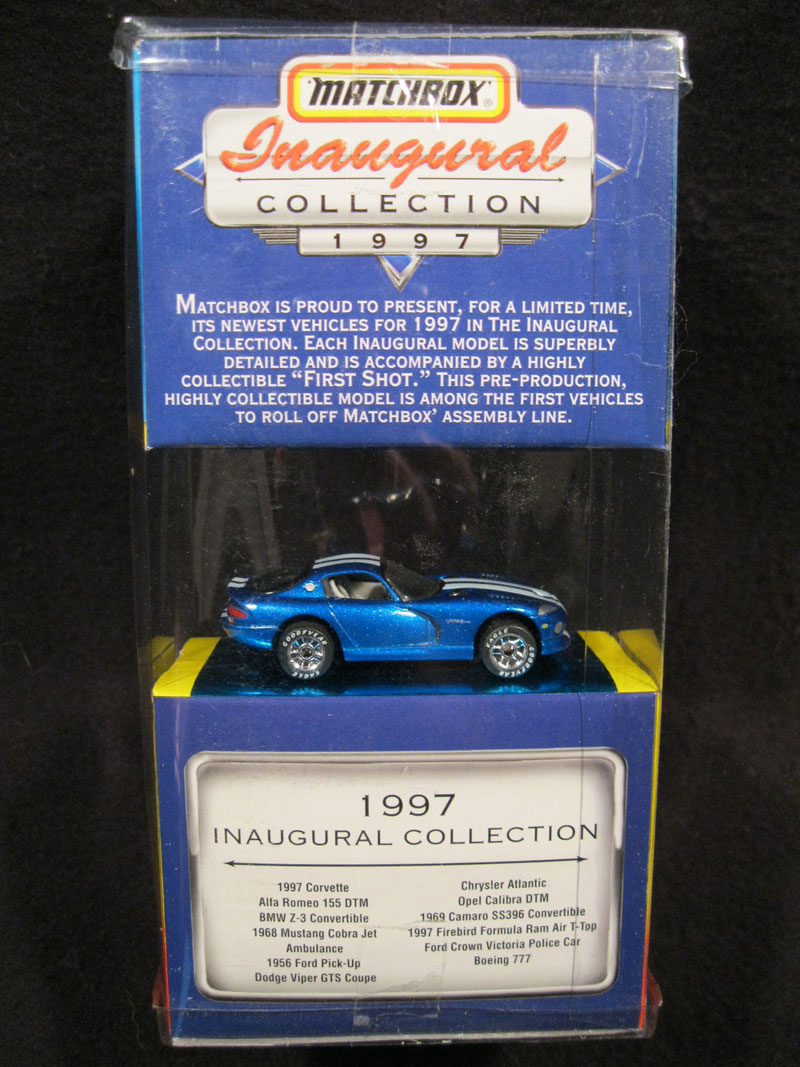 MATCHBOX®
Inaugural
COLLECTION
1997
MATCHBOX IS PROUD TO PRESENT, FOR A LIMITED TIME,
ITS NEWEST VEHICLES FOR 1997 IN THE INAUGURAL
COLLECTION. EACH INAUGURAL MODEL IS SUPERBLY
DETAILED AND IS ACCOMPANIED BY A HIGHLY
COLLECTIBLE “FIRST SHOT.” THIS PRE-PRODUCTION,
HIGHLY COLLECTIBLE MODEL IS AMONG THE FIRST VEHICLES
TO ROLL OFF MATCHBOX’ ASSEMBLY LINE.
GOODYEAR
EAGLE
EAGLE
GOODYEAR
1997
INAUGURAL COLLECTION
1997 Corvette
Alfa Romeo 155 DTM
BMW Z-3 Convertible
1968 Mustang Cobra Jet
Ambulance
1956 Ford Pick-Up
Dodge Viper GTS Coupe
Chrysler Atlantic
Opel Calibra DTM
1969 Camaro SS396 Convertible
1997 Firebird Formula Ram Air T-Top
Ford Crown Victoria Police Car
Boeing 777